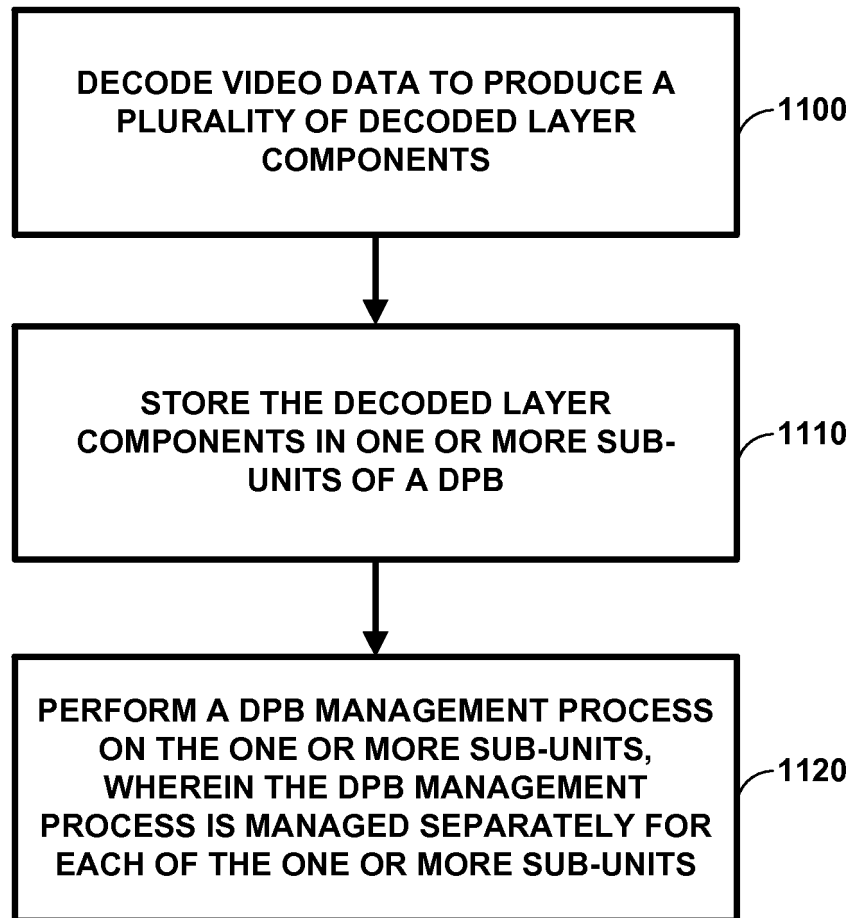 DECODE VIDEO DATA TO PRODUCE A
PLURALITY OF DECODED LAYER
COMPONENTS
1100
STORE THE DECODED LAYER
COMPONENTS IN ONE OR MORE SUB-
UNITS OF A DPB
1110
PERFORM A DPB MANAGEMENT PROCESS
ON THE ONE OR MORE SUB-UNITS,
WHEREIN THE DPB MANAGEMENT
PROCESS IS MANAGED SEPARATELY FOR
EACH OF THE ONE OR MORE SUB-UNITS
1120